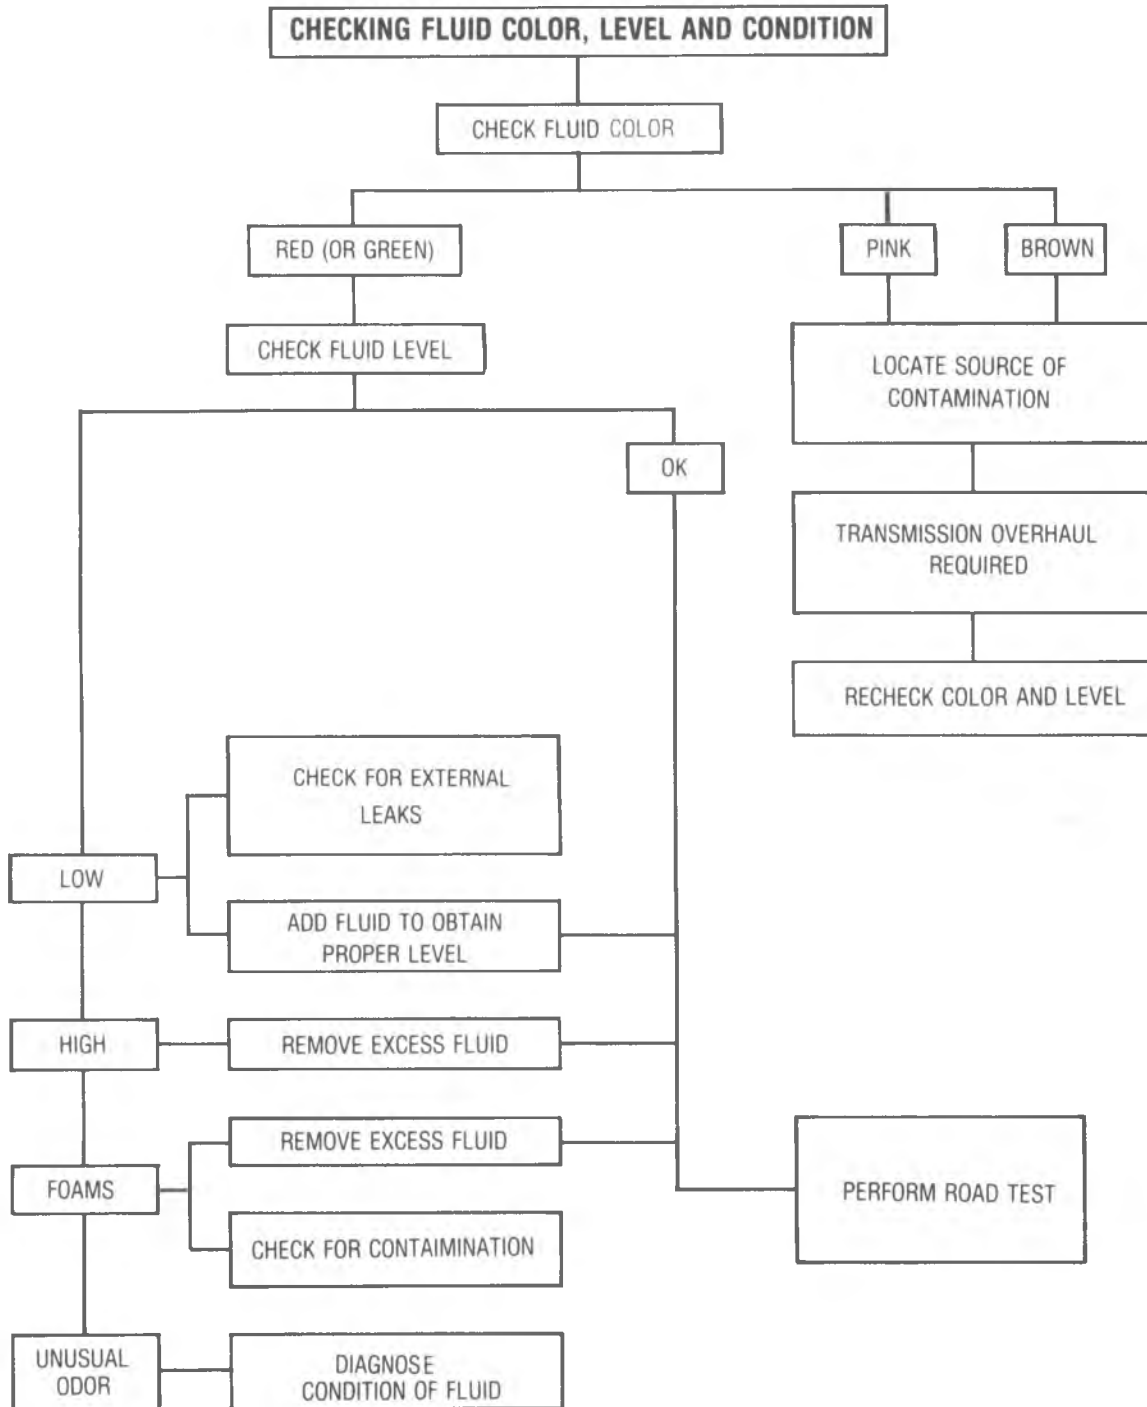 CHECKING FLUID COLOR, LEVEL AND CONDITION
CHECK FLUID COLOR
RED (OR GREEN)
PINK
BROWN
CHECK FLUID LEVEL
LOCATE SOURCE OF
CONTAMINATION
OK
TRANSMISSION OVERHAUL
REQUIRED
RECHECK COLOR AND LEVEL
CHECK FOR EXTERNAL
LEAKS
LOW
ADD FLUID TO OBTAIN
PROPER LEVEL
HIGH
REMOVE EXCESS FLUID
REMOVE EXCESS FLUID
FOAMS
CHECK FOR CONTAIMINATION
PERFORM ROAD TEST
UNUSUAL
ODOR
DIAGNOSE
CONDITION OF FLUID